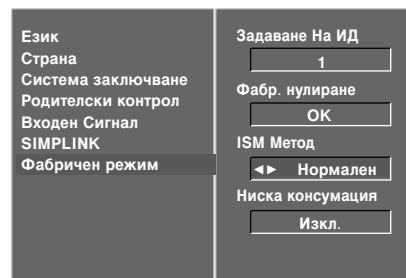 Език
Страна
Система заключване
Родителски контрол
Входен Сигнал
SIMPLINK
Фабричен режим
Задаване На ИД
1
Фабр. нулиране
ОК
ISM Метод
◄► Нормален
Ниска консумация
Изкл.